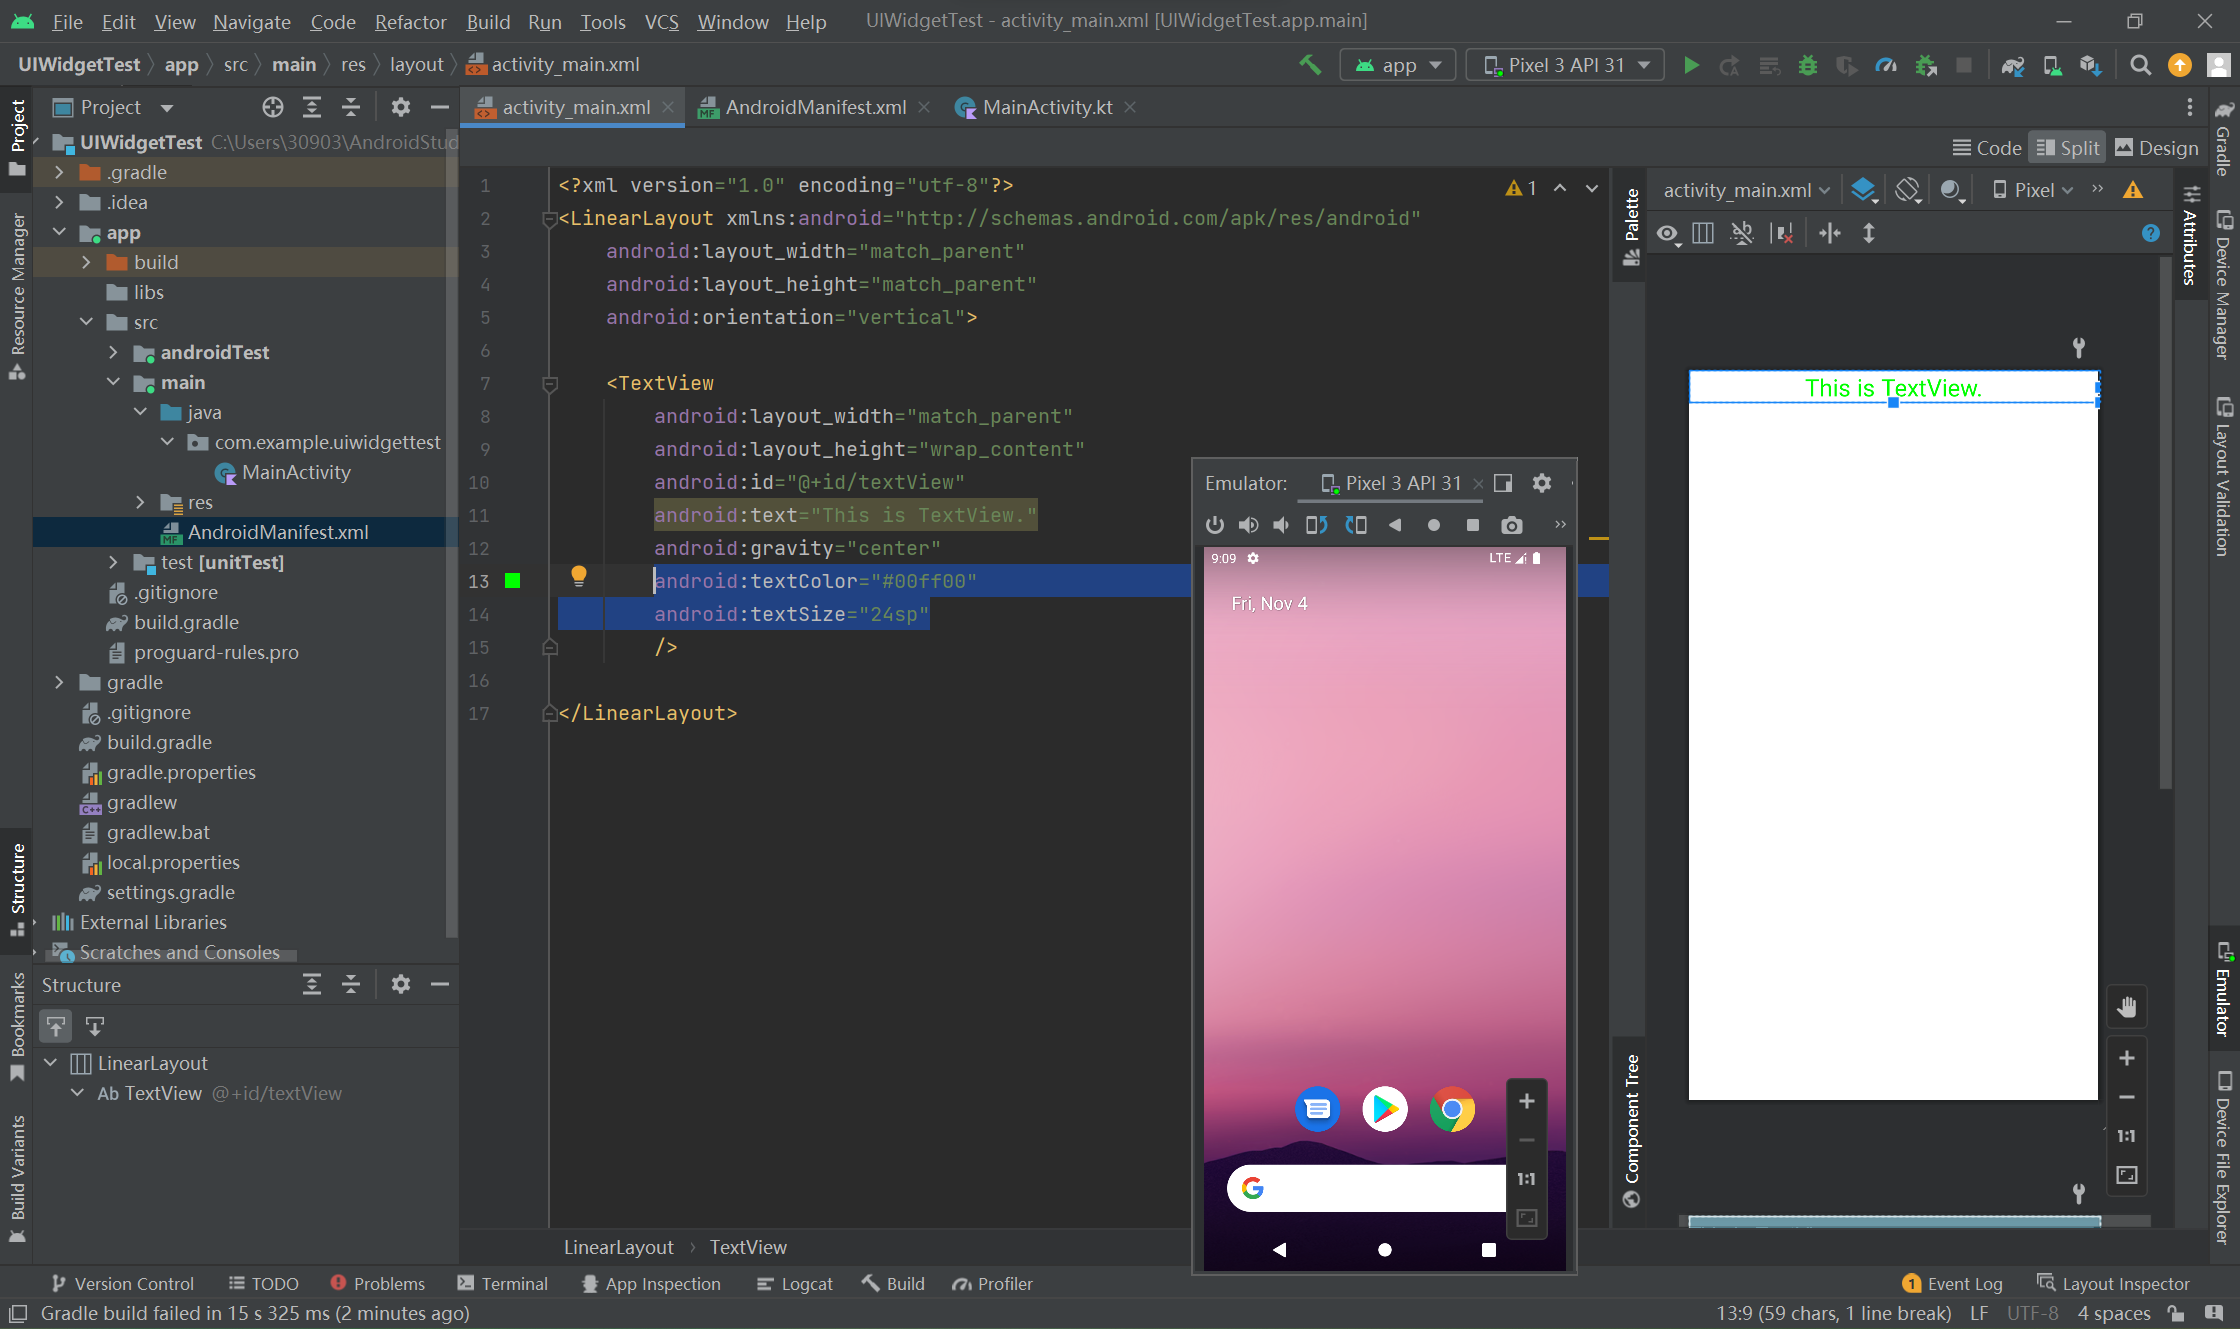 File Edit View Navigate Code Refactor Build Run Tools VCS Window Help UIWidgetTest - activity_main.xml [UIWidgetTest.app.main]
UIWidgetTest app src main res layout activity_main.xml app Pixel 3 API 31
Project
activity_main.xml AndroidManifest.xml MainActivity.kt
Code Split Design
UIWidgetTest C:\Users\30903\AndroidStud
.gradle
.idea
app
build
libs
src
androidTest
main
java
com.example.uiwidgettest
MainActivity
res
AndroidManifest.xml
test [unitTest]
.gitignore
build.gradle
proguard-rules.pro
gradle
.gitignore
build.gradle
gradle.properties
gradlew
gradlew.bat
local.properties
settings.gradle
External Libraries
Scratches and Consoles
Structure
LinearLayout
Ab TextView @+id/textView
Project
Resource Manager
Structure
Bookmarks
Build Variants
1 <?xml version="1.0" encoding="utf-8"?>
2 <LinearLayout xmlns:android="http://schemas.android.com/apk/res/android"
3 android:layout_width="match_parent"
4 android:layout_height="match_parent"
5 android:orientation="vertical">
6
7 <TextView
8 android:layout_width="match_parent"
9 android:layout_height="wrap_content"
10 android:id="@+id/textView"
11 android:text="This is TextView."
12 android:gravity="center"
13 android:textColor="#00ff00"
14 android:textSize="24sp"
15 />
16
17 </LinearLayout>
1
LinearLayout TextView
Emulator: Pixel 3 API 31
9:09 LTE
Fri, Nov 4
1:1
Palette
Component Tree
activity_main.xml Pixel
This is TextView.
1:1
Attributes
Gradle
Device Manager
Layout Validation
Emulator
Device File Explorer
Version Control TODO Problems Terminal App Inspection Logcat Build Profiler 1 Event Log Layout Inspector
Gradle build failed in 15 s 325 ms (2 minutes ago) 13:9 (59 chars, 1 line break) LF UTF-8 4 spaces